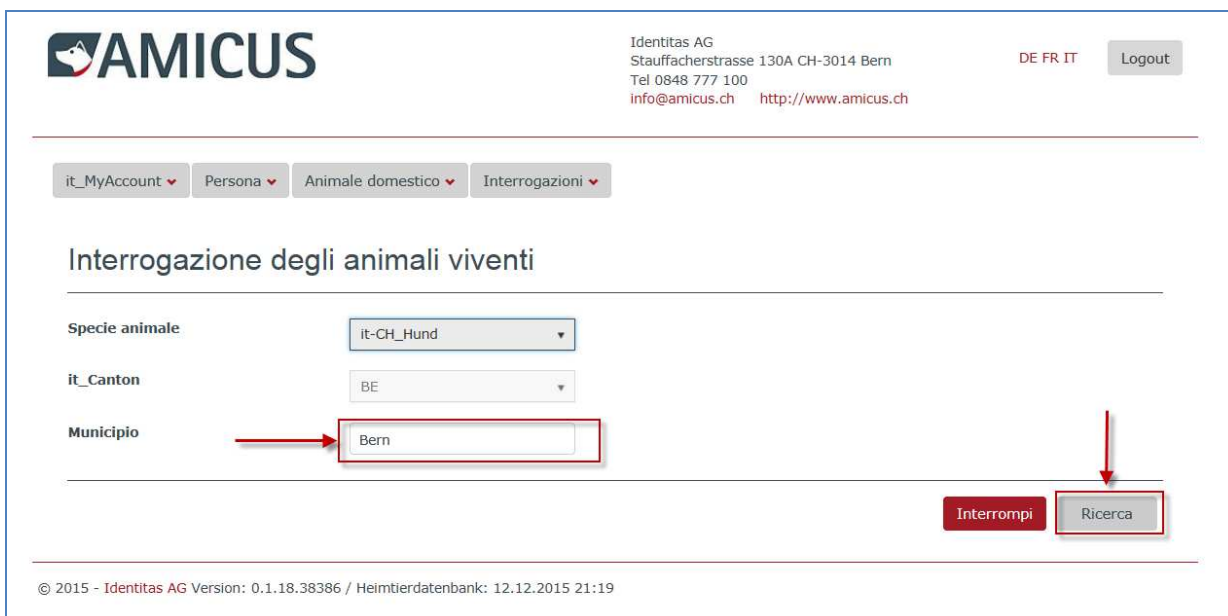 AMICUS
Identitas AG
Stauffacherstrasse 130A CH-3014 Bern
Tel 0848 777 100
info@amicus.ch http://www.amicus.ch
DE FR IT
Logout
it_MyAccount Persona Animale domestico Interrogazioni
Interrogazione degli animali viventi
Specie animale it-CH_Hund
it_Canton BE
Municipio Bern
Interrompi Ricerca
© 2015 - Identitas AG Version: 0.1.18.38386 / Heimtierdatenbank: 12.12.2015 21:19